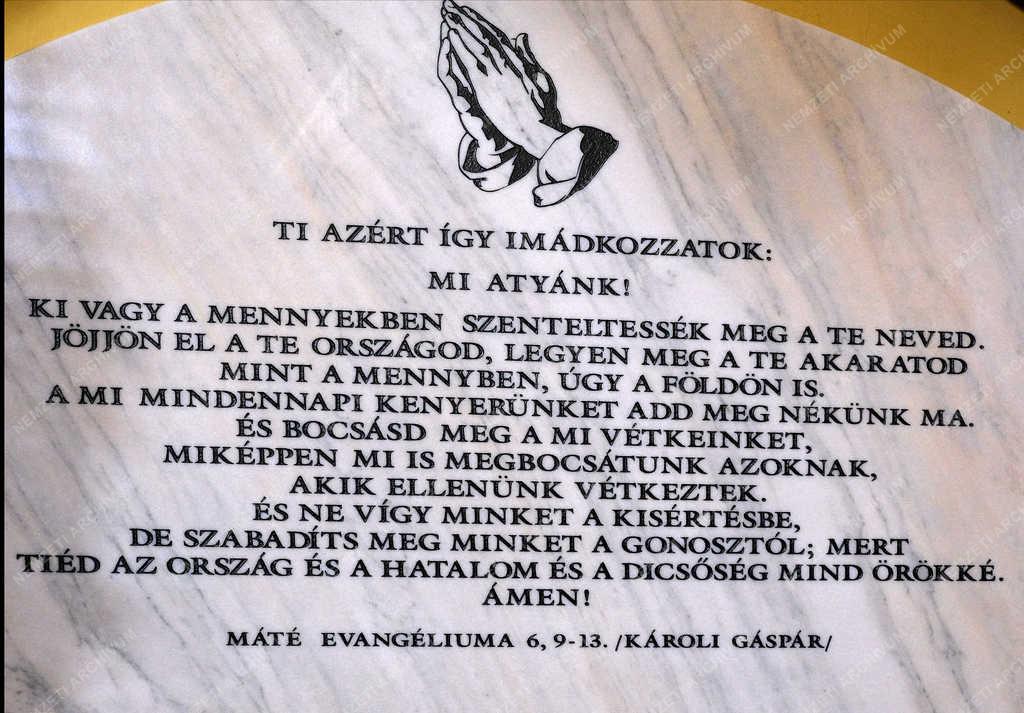 TI AZÉRT ÍGY IMÁDKOZZATOK:
MI ATYÁNK!
KI VAGY A MENNYEKBEN SZENTELTESSÉK MEG A TE NEVED.
JÖJJÖN EL A TE ORSZÁGOD, LEGYEN MEG A TE AKARATOD
MINT A MENNYBEN, ÚGY A FÖLDÖN IS.
A MI MINDENNAPI KENYERÜNKET ADD MEG NÉKÜNK MA.
ÉS BOCSÁSD MEG A MI VÉTKEINKET,
MIKÉPPEN MI IS MEGBOCSÁTUNK AZOKNAK,
AKIK ELLENÜNK VÉTKEZTEK.
ÉS NE VÍGY MINKET A KISÉRTÉSBE,
DE SZABADÍTS MEG MINKET A GONOSZTÓL; MERT
TIÉD AZ ORSZÁG ÉS A HATALOM ÉS A DICSŐSÉG MIND ÖRÖKKÉ.
ÁMEN!
MÁTÉ EVANGÉLIUMA 6, 9-13. /KÁROLI GÁSPÁR/
NEMZETI ARCHIVUM